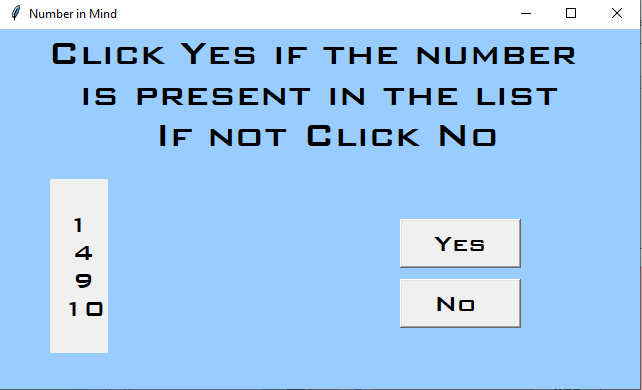 Number in Mind
Click Yes if the number
is present in the list
If not Click No
1
4
9
10
Yes
No